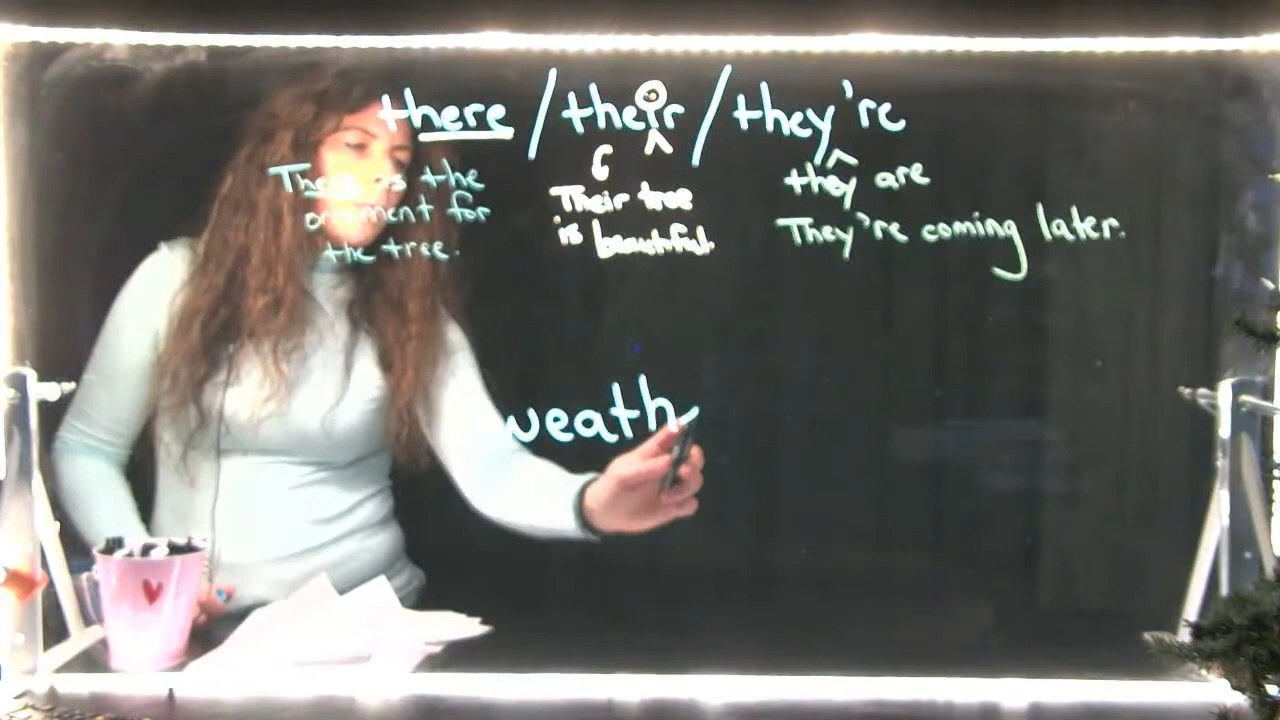 there / their / they're
There is the
ornament for
the tree.
Their tree
is beautiful.
they are
They're coming later.
weath